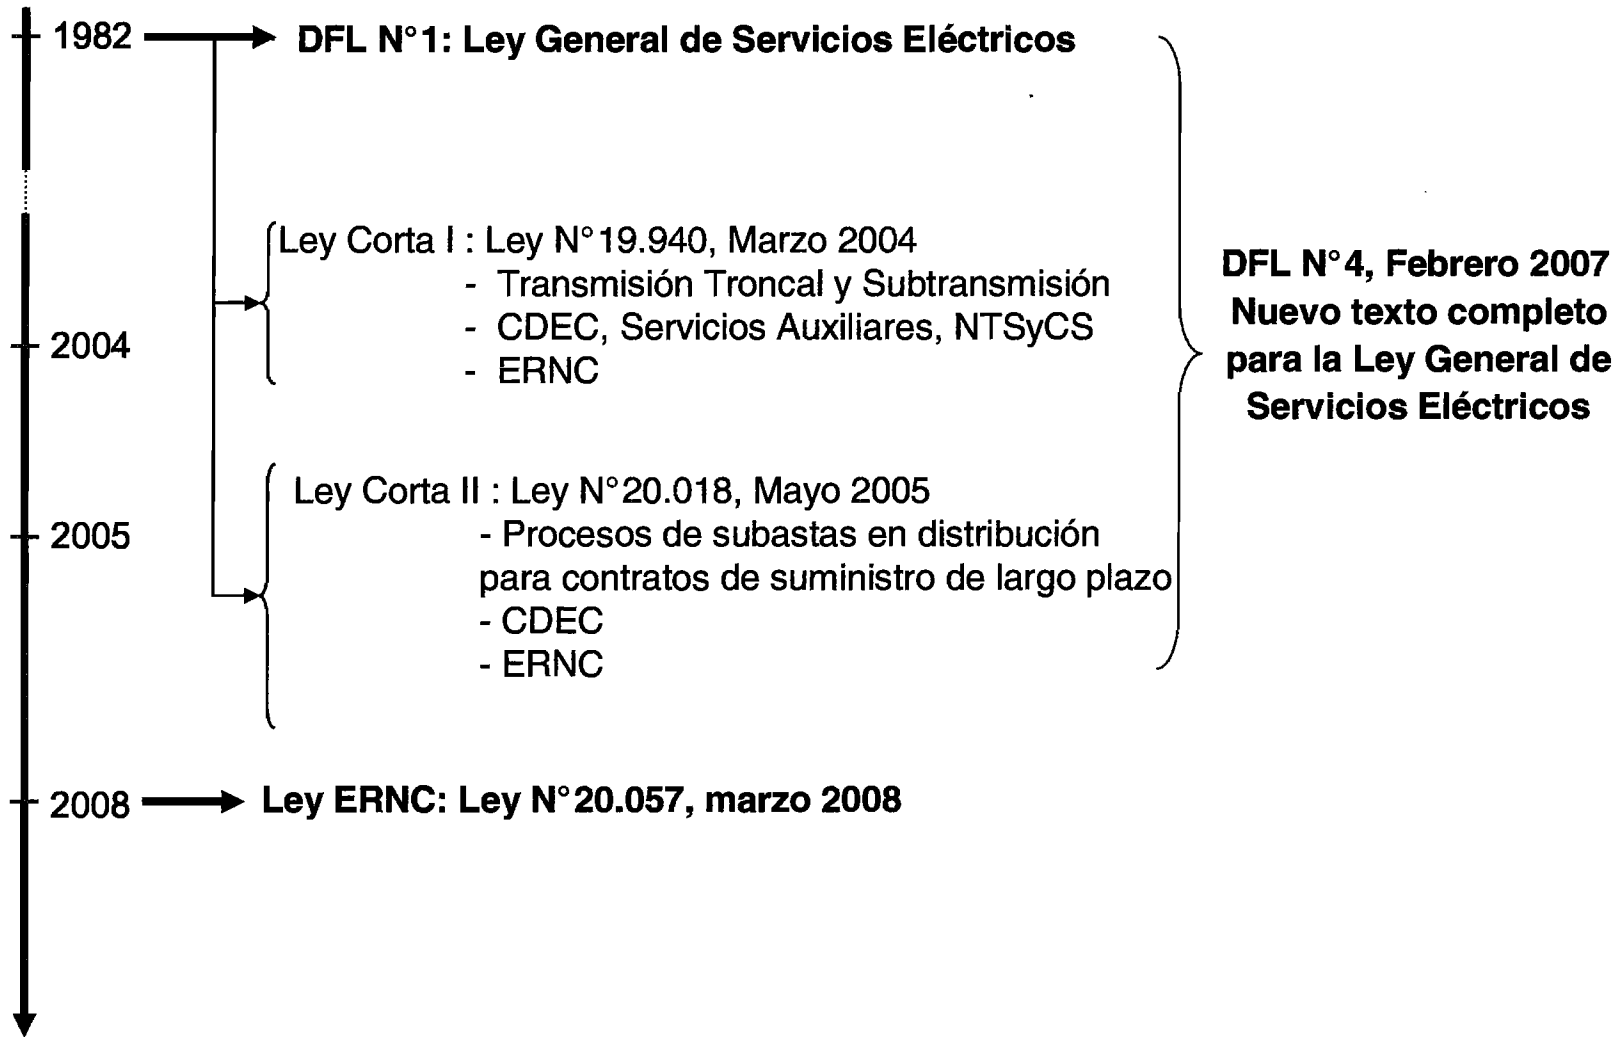 1982
DFL N°1: Ley General de Servicios Eléctricos
Ley Corta I : Ley N°19.940, Marzo 2004
- Transmisión Troncal y Subtransmisión
- CDEC, Servicios Auxiliares, NTSyCS
- ERNC
2004
DFL N°4, Febrero 2007
Nuevo texto completo
para la Ley General de
Servicios Eléctricos
Ley Corta II : Ley N°20.018, Mayo 2005
- Procesos de subastas en distribución
para contratos de suministro de largo plazo
- CDEC
- ERNC
2005
2008
Ley ERNC: Ley N°20.057, marzo 2008